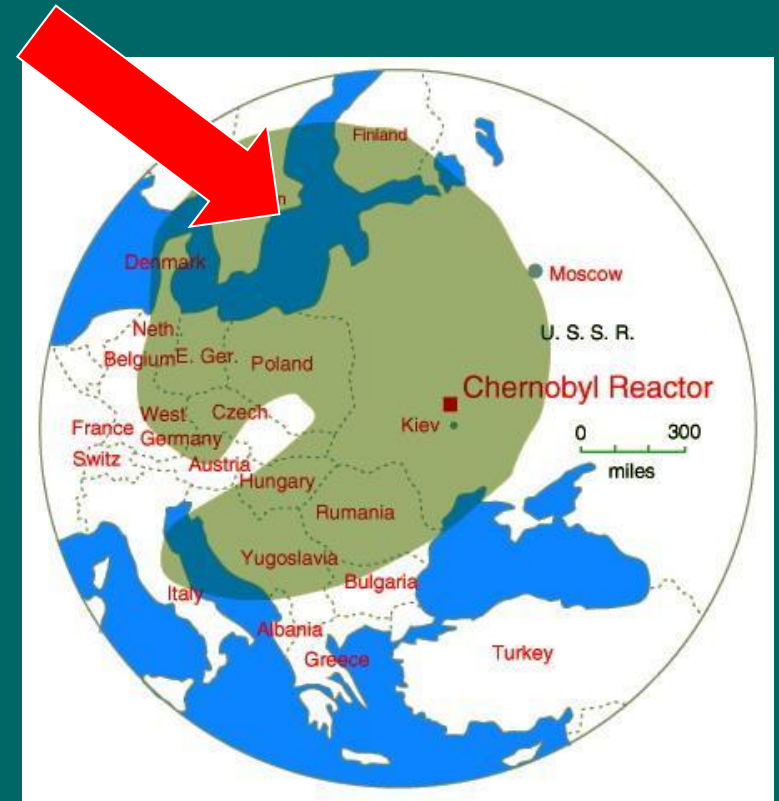 Finland
Denmark
Moscow
Neth.
U. S. S. R.
Belgium E. Ger. Poland
Chernobyl Reactor
West Czech.
France
Kiev
0 300
Germany
Switz
Austria
miles
Hungary
Rumania
Yugoslavia
Bulgaria
Italy
Albania
Turkey
Greece